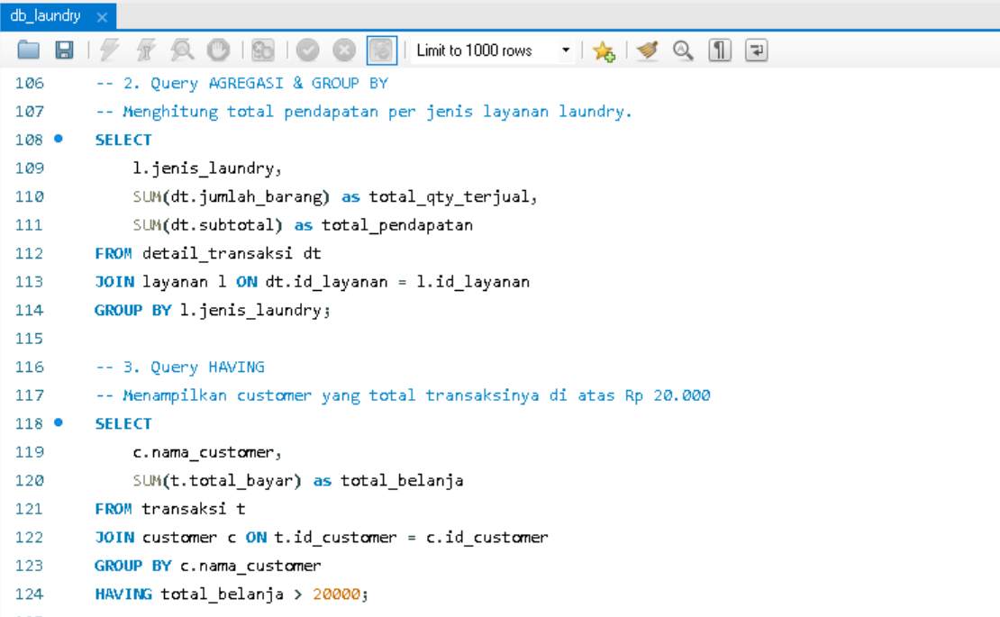 db_laundry
Limit to 1000 rows
106 -- 2. Query AGREGASI & GROUP BY
107 -- Menghitung total pendapatan per jenis layanan laundry.
108 SELECT
109 l.jenis_laundry,
110 SUM(dt.jumlah_barang) as total_qty_terjual,
111 SUM(dt.subtotal) as total_pendapatan
112 FROM detail_transaksi dt
113 JOIN layanan l ON dt.id_layanan = l.id_layanan
114 GROUP BY l.jenis_laundry;
115
116 -- 3. Query HAVING
117 -- Menampilkan customer yang total transaksinya di atas Rp 20.000
118 SELECT
119 c.nama_customer,
120 SUM(t.total_bayar) as total_belanja
121 FROM transaksi t
122 JOIN customer c ON t.id_customer = c.id_customer
123 GROUP BY c.nama_customer
124 HAVING total_belanja > 20000;